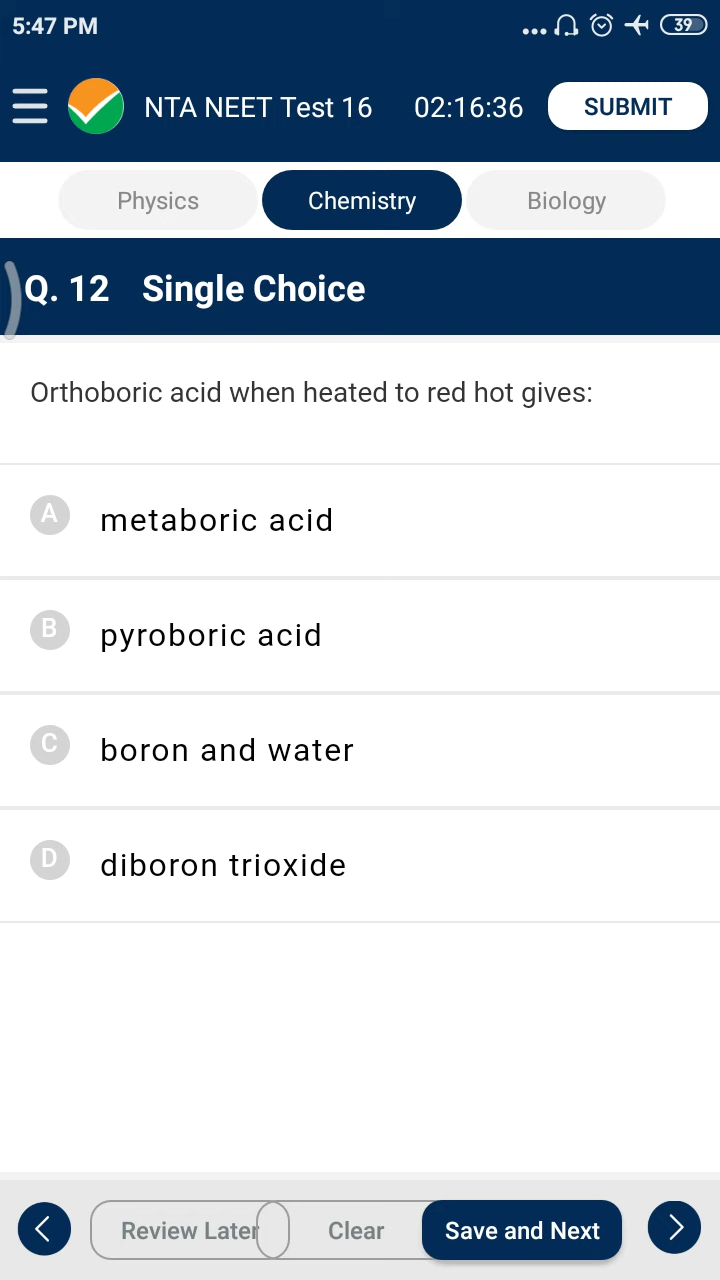 5:47 PM
... 39
NTA NEET Test 16 02:16:36 SUBMIT
Physics Chemistry Biology
Q. 12 Single Choice
Orthoboric acid when heated to red hot gives:
A metaboric acid
B pyroboric acid
C boron and water
D diboron trioxide
Review Later Clear Save and Next